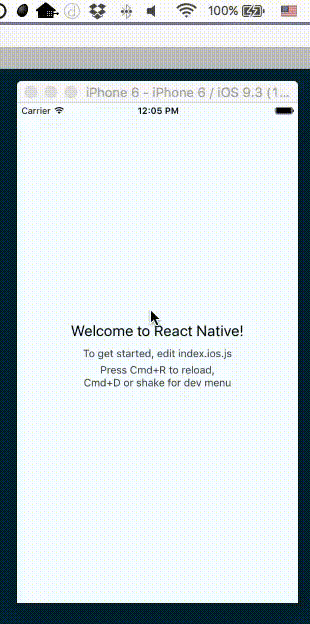 100%
iPhone 6 - iPhone 6 / iOS 9.3 (1...
Carrier 12:05 PM
Welcome to React Native!
To get started, edit index.ios.js
Press Cmd+R to reload,
Cmd+D or shake for dev menu